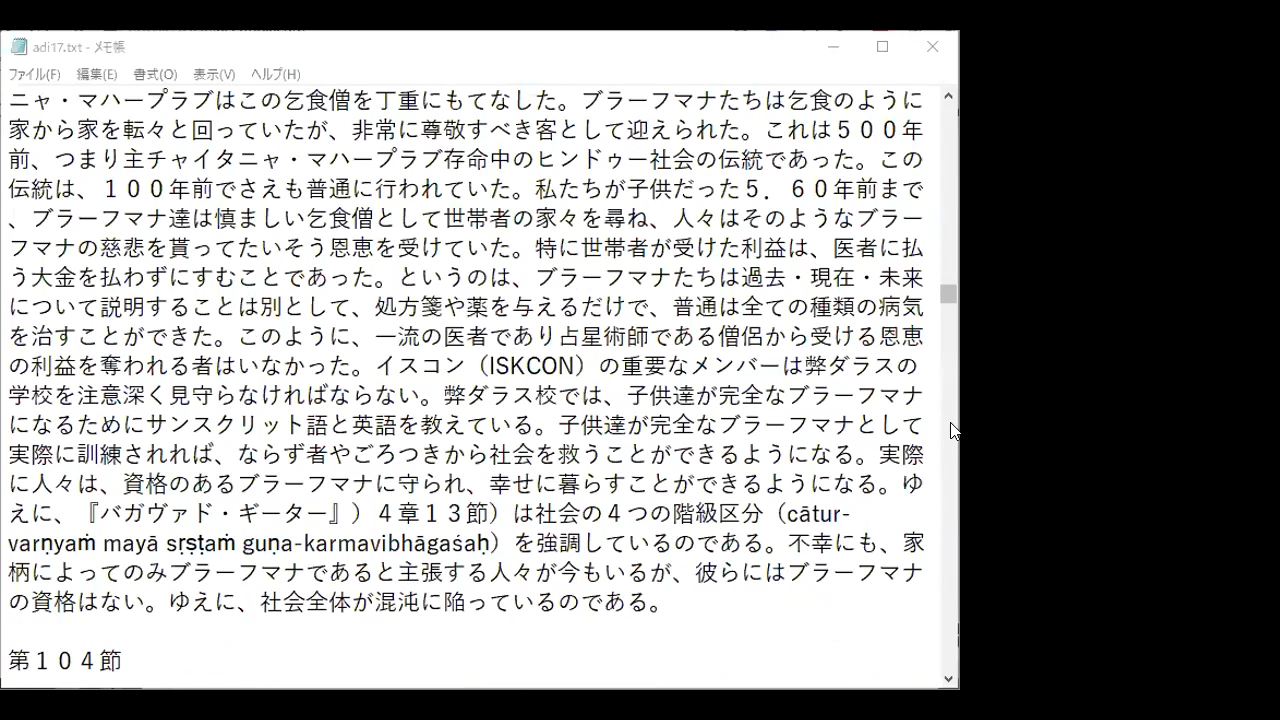 adi17.txt - メモ帳
ファイル(F) 編集(E) 書式(O) 表示(V) ヘルプ(H)
ニャ・マハープラブはこの乞食僧を丁重にもてなした。ブラーフマナたちは乞食のように
家から家を転々と回っていたが、非常に尊敬すべき客として迎えられた。これは５００年
前、つまり主チャイタニャ・マハープラブ存命中のヒンドゥー社会の伝統であった。この
伝統は、１００年前でさえも普通に行われていた。私たちが子供だった５．６０年前まで
、ブラーフマナ達は慎ましい乞食僧として世帯者の家々を尋ね、人々はそのようなブラー
フマナの慈悲を貰ってたいそう恩恵を受けていた。特に世帯者が受けた利益は、医者に払
う大金を払わずにすむことであった。というのは、ブラーフマナたちは過去・現在・未来
について説明することは別として、処方箋や薬を与えるだけで、普通は全ての種類の病気
を治すことができた。このように、一流の医者であり占星術師である僧侶から受ける恩恵
の利益を奪われる者はいなかった。イスコン（ISKCON）の重要なメンバーは弊ダラスの
学校を注意深く見守らなければならない。弊ダラス校では、子供達が完全なブラーフマナ
になるためにサンスクリット語と英語を教えている。子供達が完全なブラーフマナとして
実際に訓練されれば、ならず者やごろつきから社会を救うことができるようになる。実際
に人々は、資格のあるブラーフマナに守られ、幸せに暮らすことができるようになる。ゆ
えに、『バガヴァド・ギーター』）４章１３節）は社会の４つの階級区分（cātur-
varṇyaṁ mayā sṛṣṭaṁ guṇa-karmavibhāgaśaḥ）を強調しているのである。不幸にも、家
柄によってのみブラーフマナであると主張する人々が今もいるが、彼らにはブラーフマナ
の資格はない。ゆえに、社会全体が混沌に陥っているのである。
第１０４節